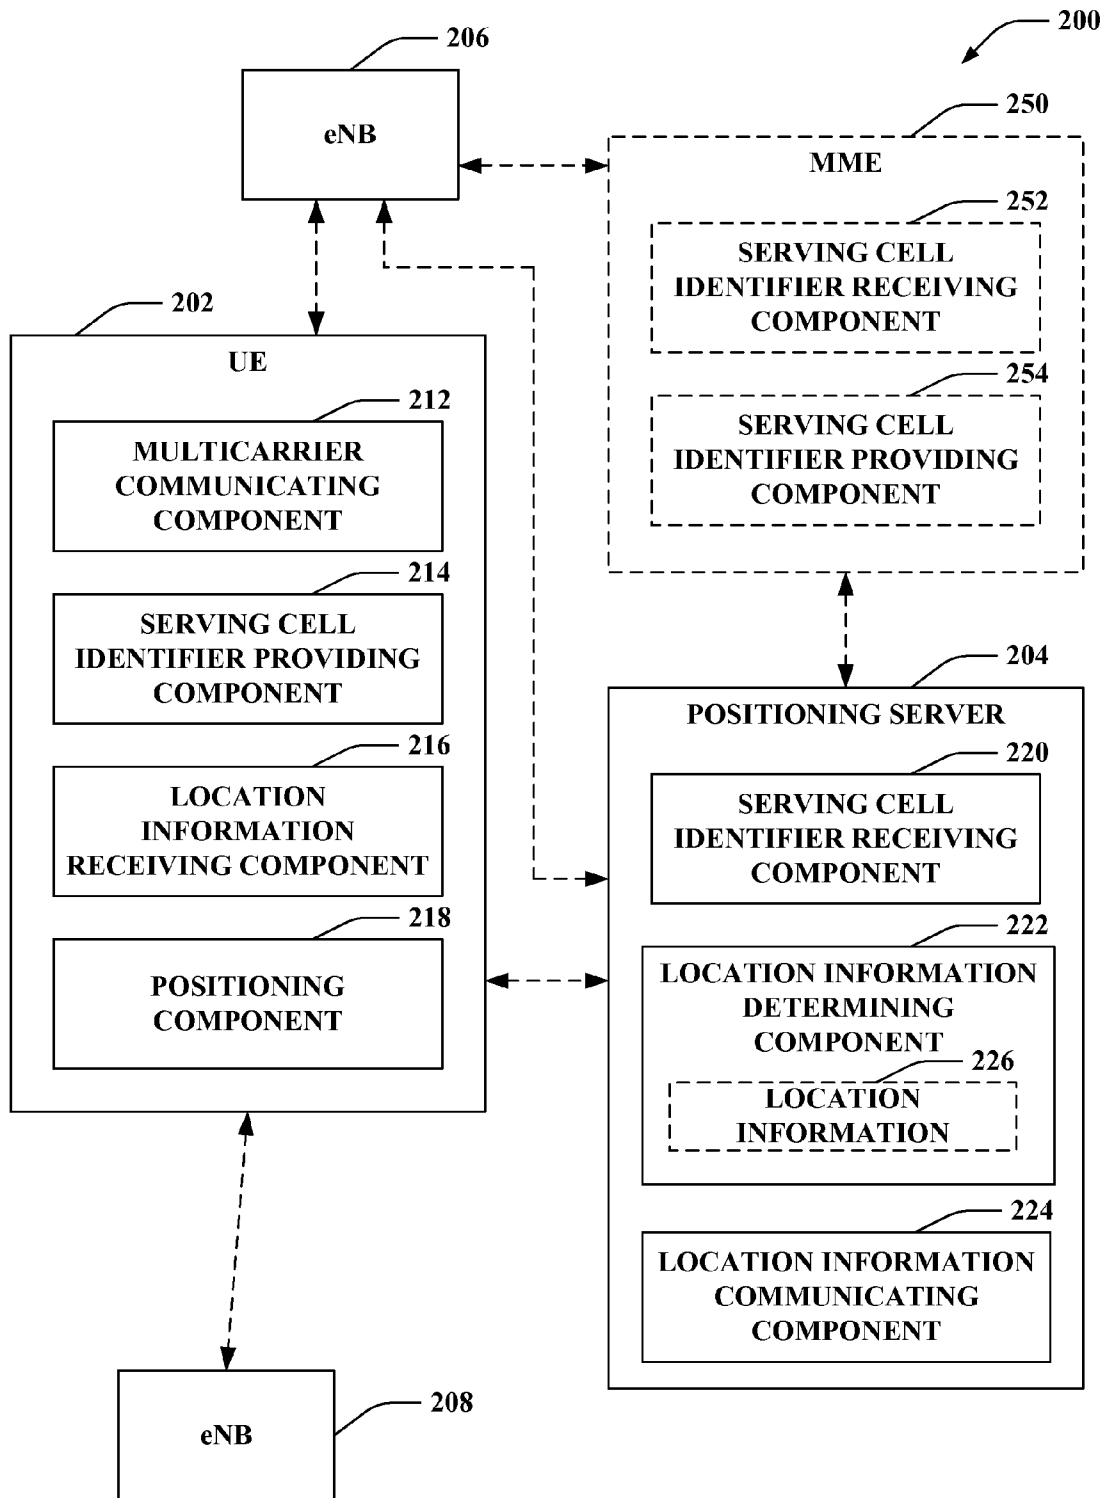 200
206
eNB
250
MME
252
SERVING CELL
IDENTIFIER RECEIVING
COMPONENT
254
SERVING CELL
IDENTIFIER PROVIDING
COMPONENT
202
UE
212
MULTICARRIER
COMMUNICATING
COMPONENT
214
SERVING CELL
IDENTIFIER PROVIDING
COMPONENT
216
LOCATION
INFORMATION
RECEIVING COMPONENT
218
POSITIONING
COMPONENT
204
POSITIONING SERVER
220
SERVING CELL
IDENTIFIER RECEIVING
COMPONENT
222
LOCATION INFORMATION
DETERMINING
COMPONENT
226
LOCATION
INFORMATION
224
LOCATION INFORMATION
COMMUNICATING
COMPONENT
208
eNB